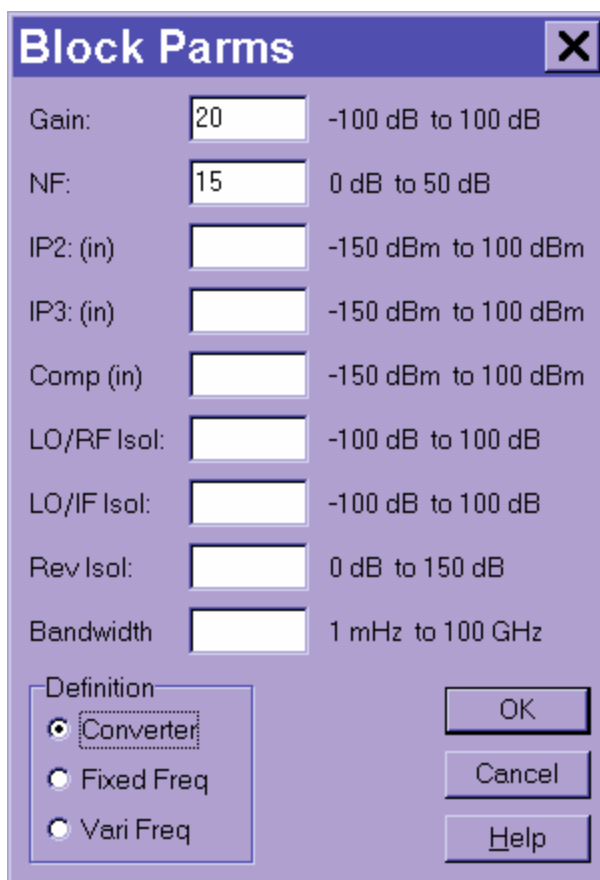 Block Parms
Gain: 20 -100 dB to 100 dB
NF: 15 0 dB to 50 dB
IP2: (in) -150 dBm to 100 dBm
IP3: (in) -150 dBm to 100 dBm
Comp (in) -150 dBm to 100 dBm
LO/RF Isol: -100 dB to 100 dB
LO/IF Isol: -100 dB to 100 dB
Rev Isol: 0 dB to 150 dB
Bandwidth 1 mHz to 100 GHz
Definition
Converter
Fixed Freq
Vari Freq
OK
Cancel
Help